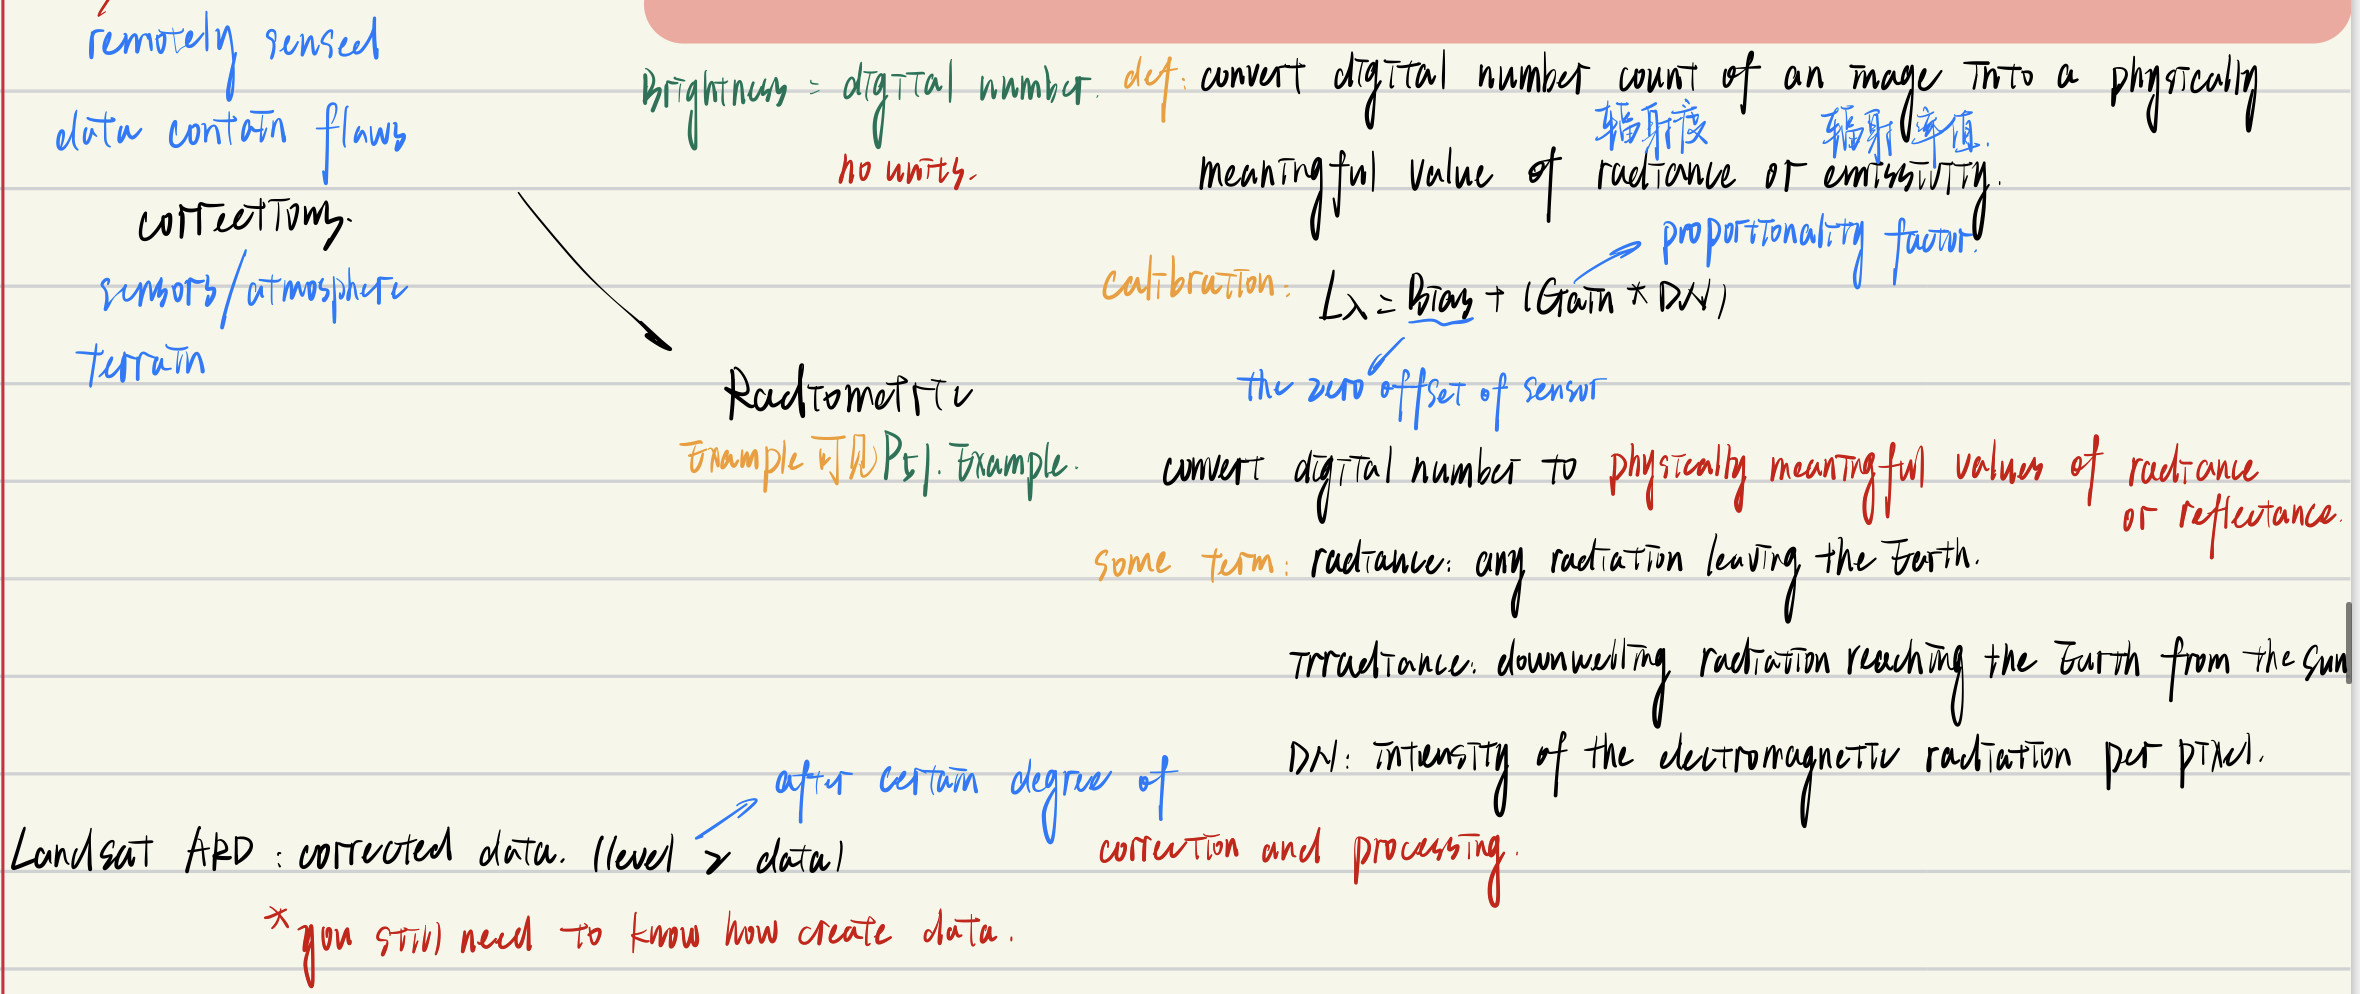 remotely sensed
data contain flaws
corrections.
sensors/atmosphere
terrain
Brightness = digital number.
no units.
def: convert digital number count of an image into a physically
辐射度 辐射率值.
meaningful value of radiance or emissivity.
proportionality factor.
calibration: Lλ = Bias + (Gain * DN)
the zero offset of sensor
Radiometric
Example 可见 P51. Example.
convert digital number to physically meaningful values of radiance
or reflectance.
some term: radiance: any radiation leaving the Earth.
Irradiance: downwelling radiation reaching the Earth from the sun
DN: intensity of the electromagnetic radiation per pixel.
after certain degree of
correction and processing.
Landsat ARD: corrected data. (level 2 data)
* you still need to know how create data.